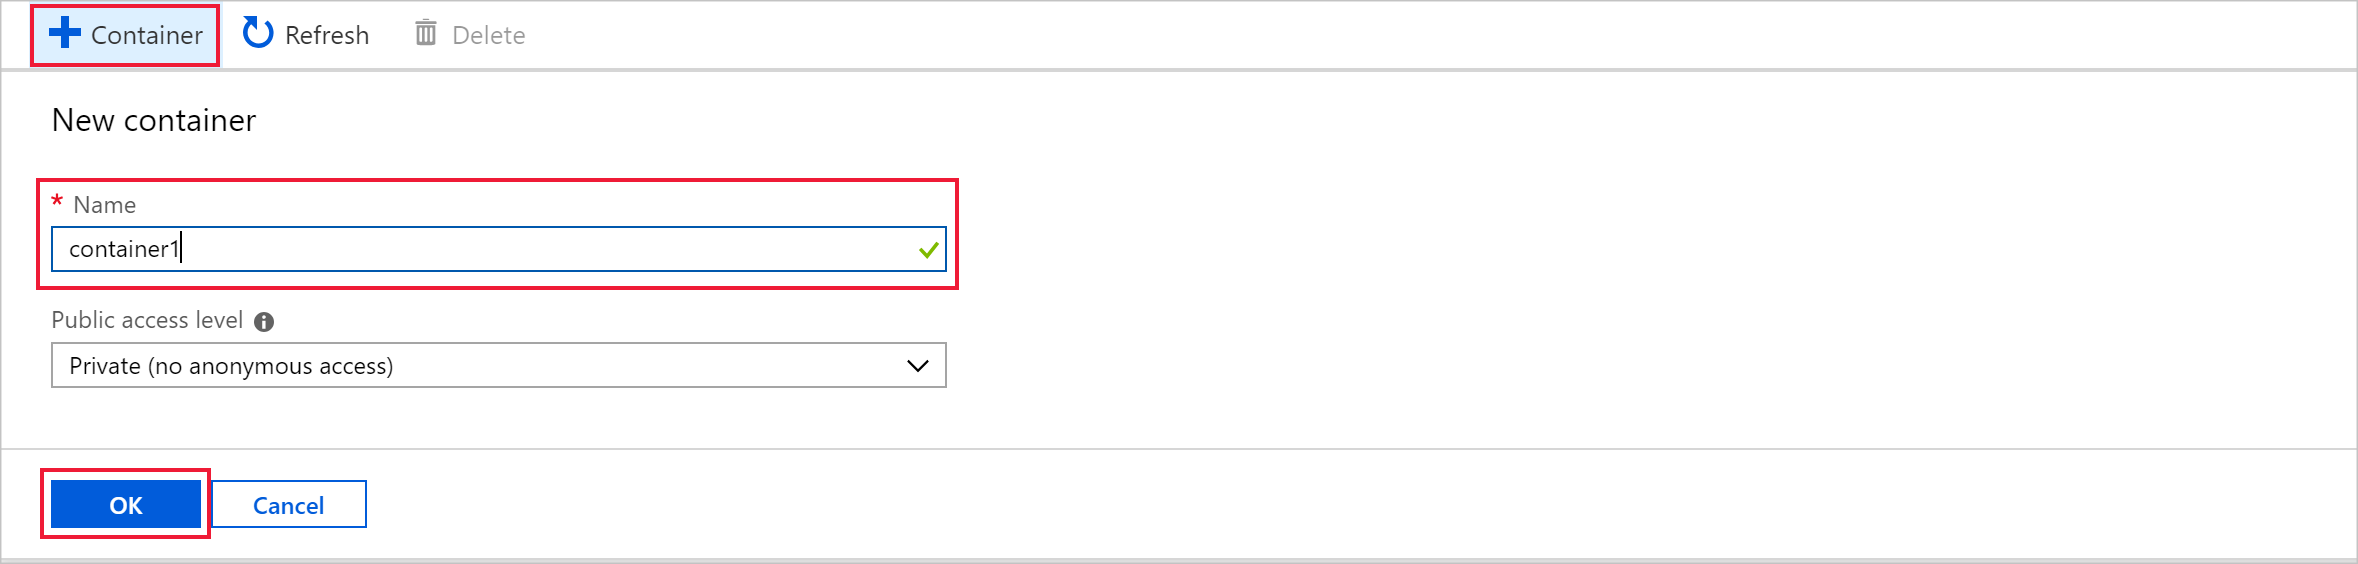 Container Refresh Delete
New container
* Name
container1
Public access level
Private (no anonymous access)
OK Cancel